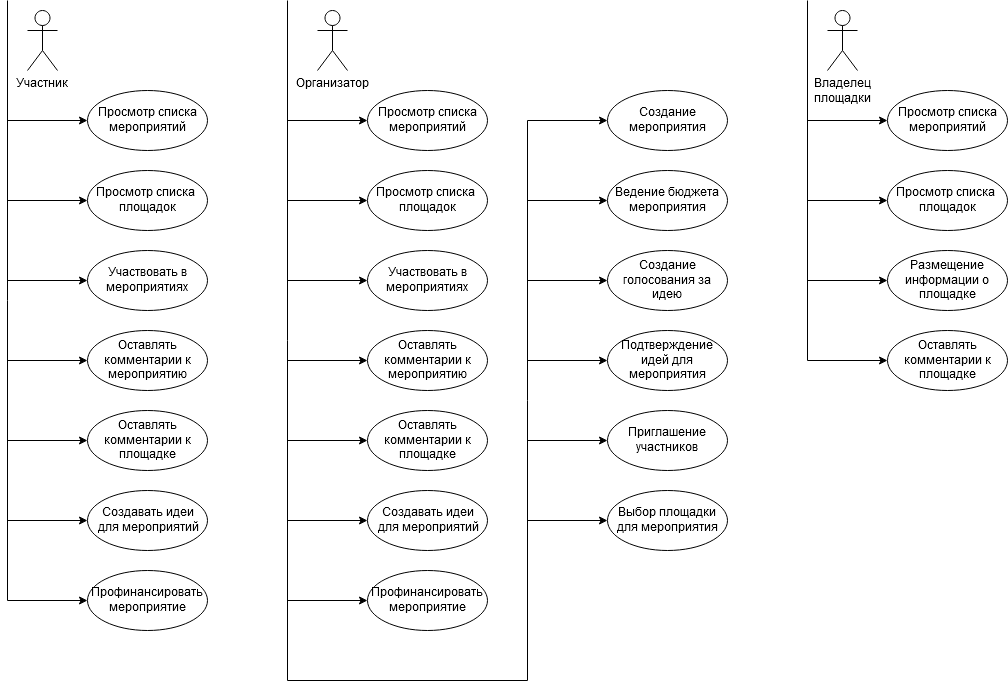 Участник
Просмотр списка
мероприятий
Просмотр списка
площадок
Участвовать в
мероприятиях
Оставлять
комментарии к
мероприятию
Оставлять
комментарии к
площадке
Создавать идеи
для мероприятий
Профинансировать
мероприятие
Организатор
Просмотр списка
мероприятий
Просмотр списка
площадок
Участвовать в
мероприятиях
Оставлять
комментарии к
мероприятию
Оставлять
комментарии к
площадке
Создавать идеи
для мероприятий
Профинансировать
мероприятие
Создание
мероприятия
Ведение бюджета
мероприятия
Создание
голосования за
идею
Подтверждение
идей для
мероприятия
Приглашение
участников
Выбор площадки
для мероприятия
Владелец
площадки
Просмотр списка
мероприятий
Просмотр списка
площадок
Размещение
информации о
площадке
Оставлять
комментарии к
площадке